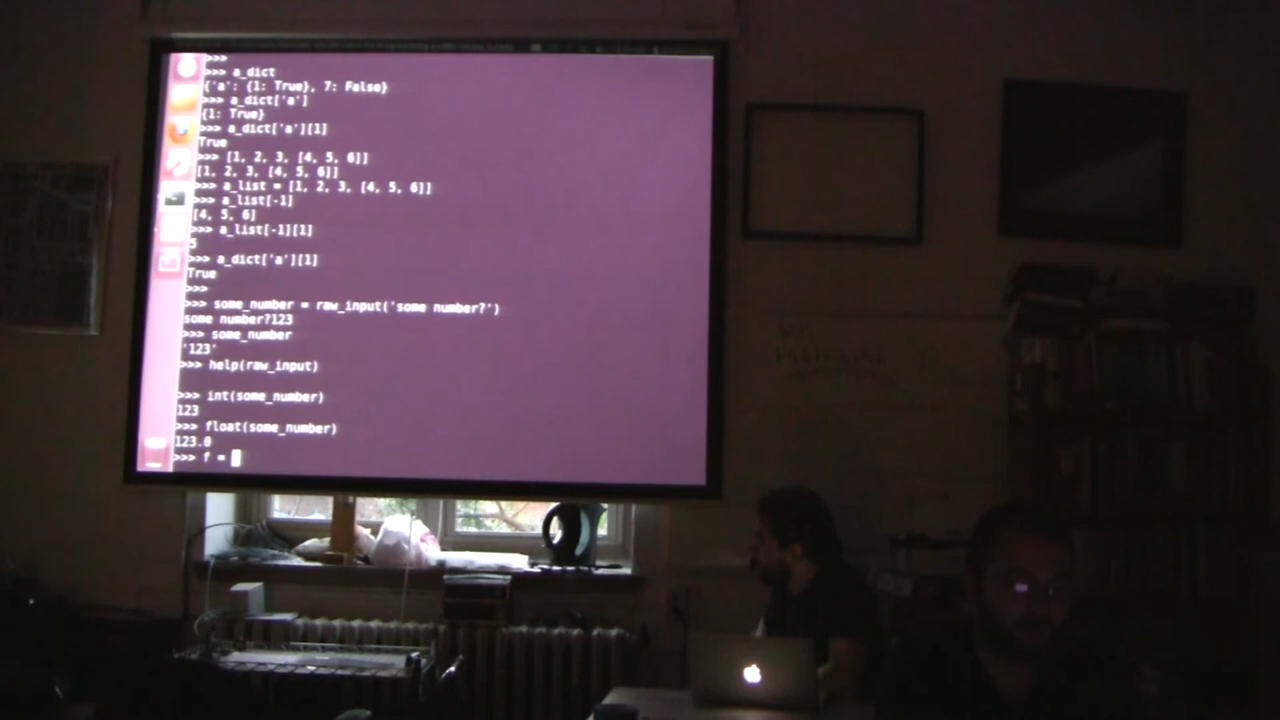 >>>
>>> a_dict
{'a': {1: True}, 7: False}
>>> a_dict['a']
{1: True}
>>> a_dict['a'][1]
True
>>> [1, 2, 3, [4, 5, 6]]
[1, 2, 3, [4, 5, 6]]
>>> a_list = [1, 2, 3, [4, 5, 6]]
>>> a_list[-1]
[4, 5, 6]
>>> a_list[-1][1]
5
>>> a_dict['a'][1]
True
>>>
>>> some_number = raw_input('some number?')
some number?123
>>> some_number
'123'
>>> help(raw_input)
>>> int(some_number)
123
>>> float(some_number)
123.0
>>> f =